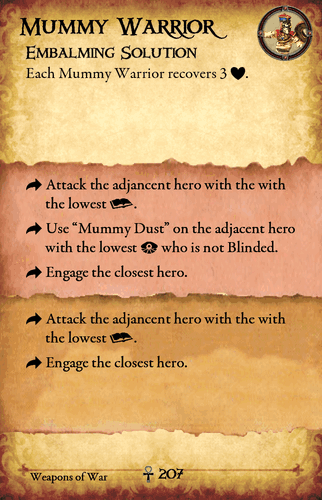 Mummy Warrior
Embalming Solution
Each Mummy Warrior recovers 3 .
Attack the adjancent hero with the with
the lowest .
Use “Mummy Dust” on the adjacent hero
with the lowest who is not Blinded.
Engage the closest hero.
Attack the adjancent hero with the with
the lowest .
Engage the closest hero.
Weapons of War 207